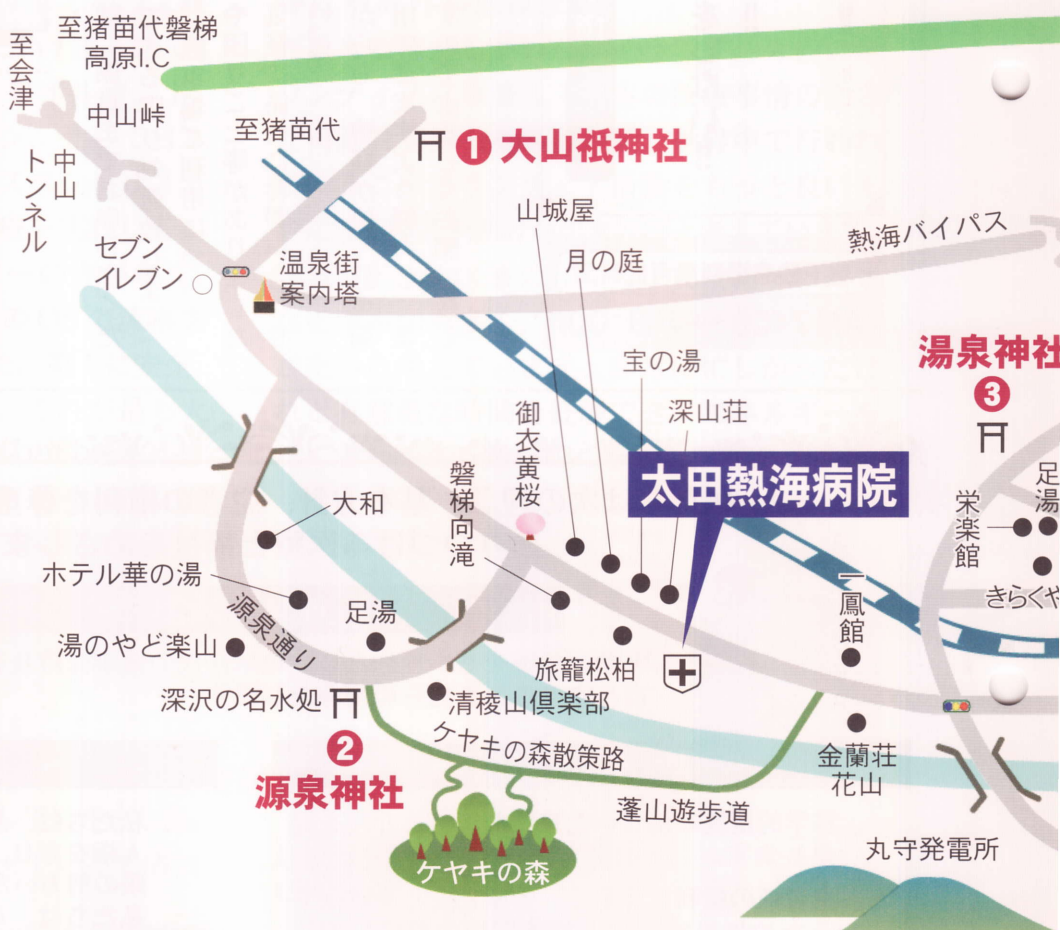 至会津
至猪苗代磐梯
高原I.C
中山峠
中山
トンネル
至猪苗代
① 大山祇神社
山城屋
月の庭
熱海バイパス
セブン
イレブン
温泉街
案内塔
宝の湯
深山荘
湯泉神社
③
御衣黄桜
磐梯向滝
太田熱海病院
大和
栄楽館
足湯
ホテル華の湯
源泉通り
足湯
一鳳館
きらくや
湯のやど楽山
旅籠松柏
深沢の名水処
清稜山倶楽部
②
源泉神社
ケヤキの森散策路
金蘭荘
花山
蓬山遊歩道
丸守発電所
ケヤキの森